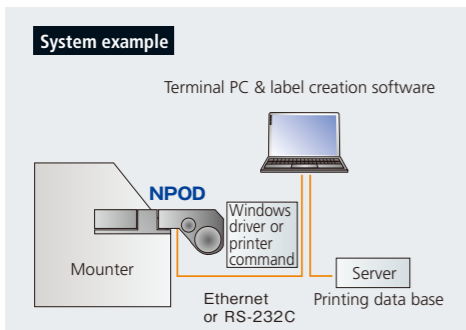 System example
Terminal PC & label creation software
NPOD
Windows
driver or
printer
command
Mounter
Server
Ethernet
or RS-232C
Printing data base